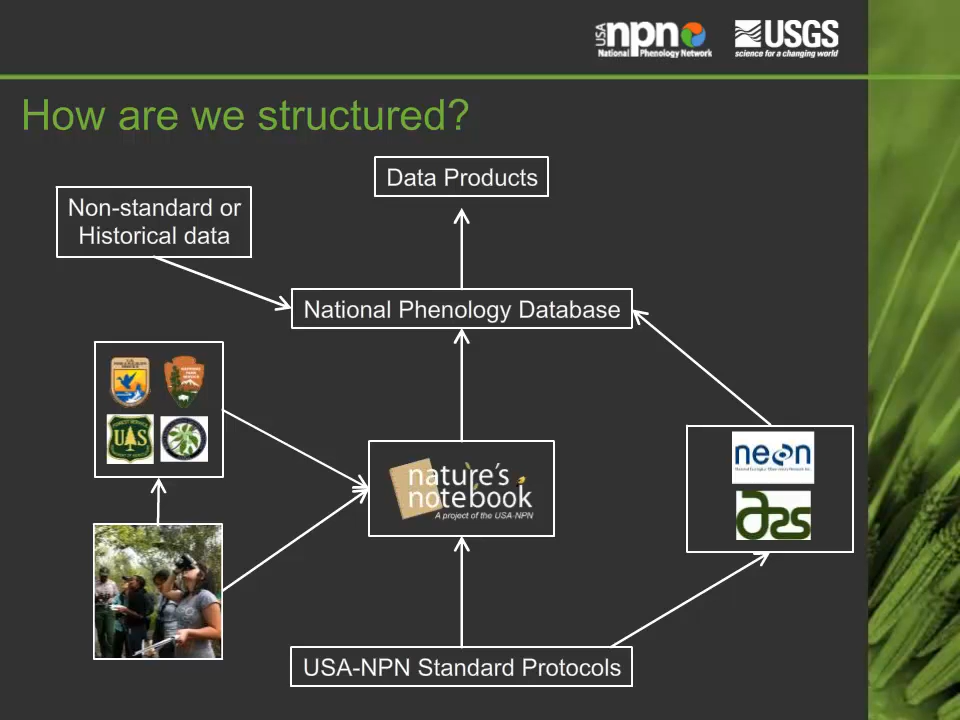 USA
npn
National Phenology Network
USGS
science for a changing world
How are we structured?
Data Products
Non-standard or
Historical data
National Phenology Database
UAS
neon
nature's
notebook
A project of the USA-NPN
USA-NPN Standard Protocols